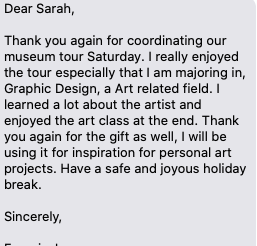 Dear Sarah,
Thank you again for coordinating our
museum tour Saturday. I really enjoyed
the tour especially that I am majoring in,
Graphic Design, a Art related field. I
learned a lot about the artist and
enjoyed the art class at the end. Thank
you again for the gift as well, I will be
using it for inspiration for personal art
projects. Have a safe and joyous holiday
break.
Sincerely,